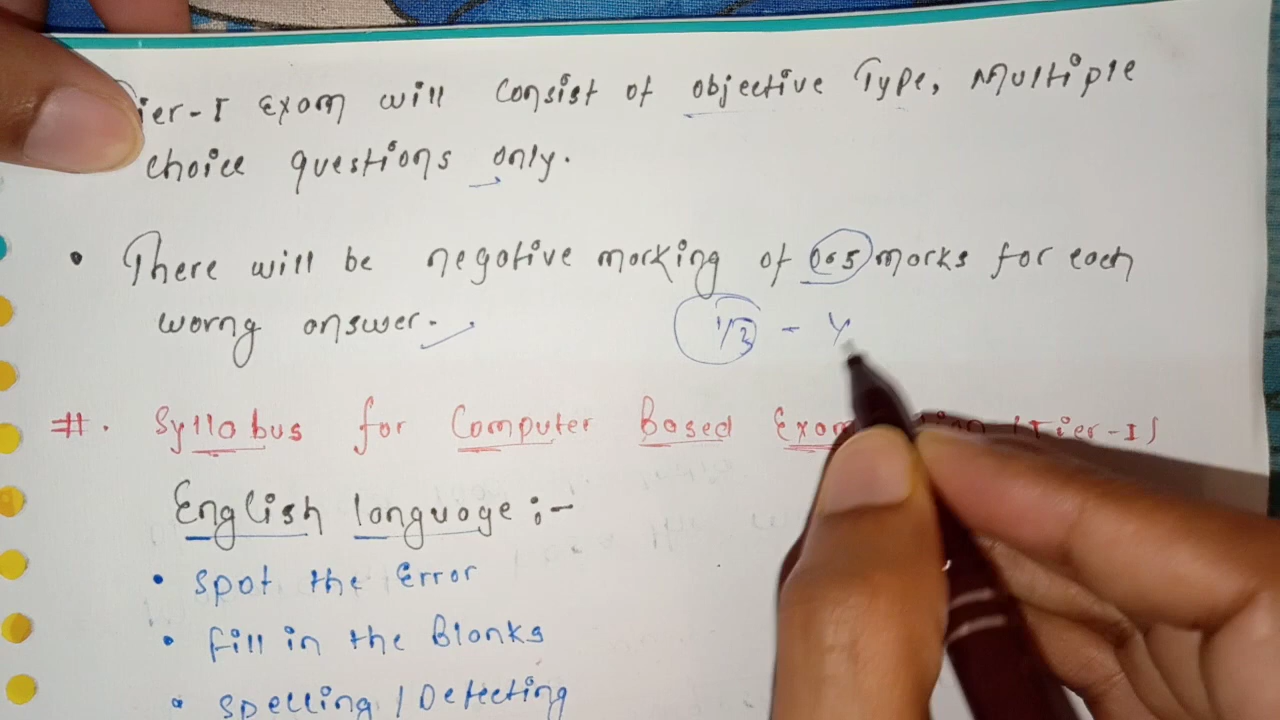 ier-I Exam will consist of objective Type, Multiple
choice questions only.
• There will be negative marking of 0.5 marks for each
worng answer.
1/3 -
#. Syllabus for Computer Based Exam (Tier-I)
English language :-
• Spot the Error
• fill in the Blanks
• spelling / Detecting